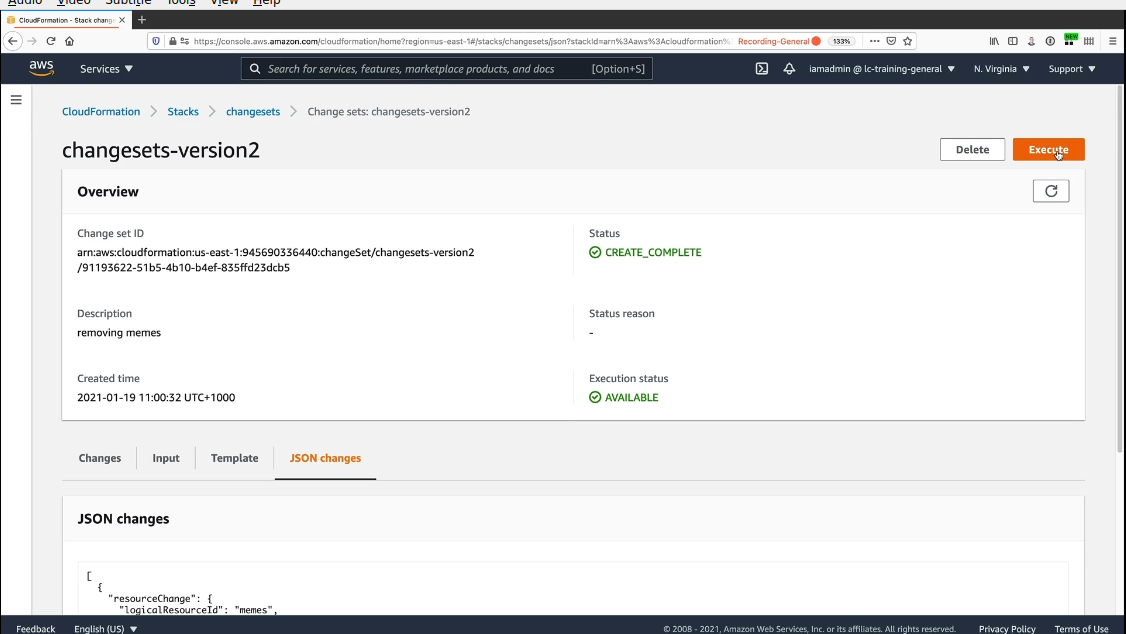 Audio Video Subtitle Tools View Help
CloudFormation - Stack chang
https://console.aws.amazon.com/cloudformation/home?region=us-east-1#/stacks/changesets/json?stackId=arn%3Aaws%3Acloudformation% Recording-General 133% NEW
aws Services Search for services, features, marketplace products, and docs [Option+S] iamadmin @ lc-training-general N. Virginia Support
CloudFormation Stacks changesets Change sets: changesets-version2
changesets-version2 Delete Execute
Overview
Change set ID Status
arn:aws:cloudformation:us-east-1:945690336440:changeSet/changesets-version2 CREATE_COMPLETE
/91193622-51b5-4b10-b4ef-835ffd23dcb5
Description Status reason
removing memes -
Created time Execution status
2021-01-19 11:00:32 UTC+1000 AVAILABLE
Changes Input Template JSON changes
JSON changes
[
{
"resourceChange": {
"logicalResourceId": "memes",
Feedback English (US) © 2008 - 2021, Amazon Web Services, Inc. or its affiliates. All rights reserved. Privacy Policy Terms of Use